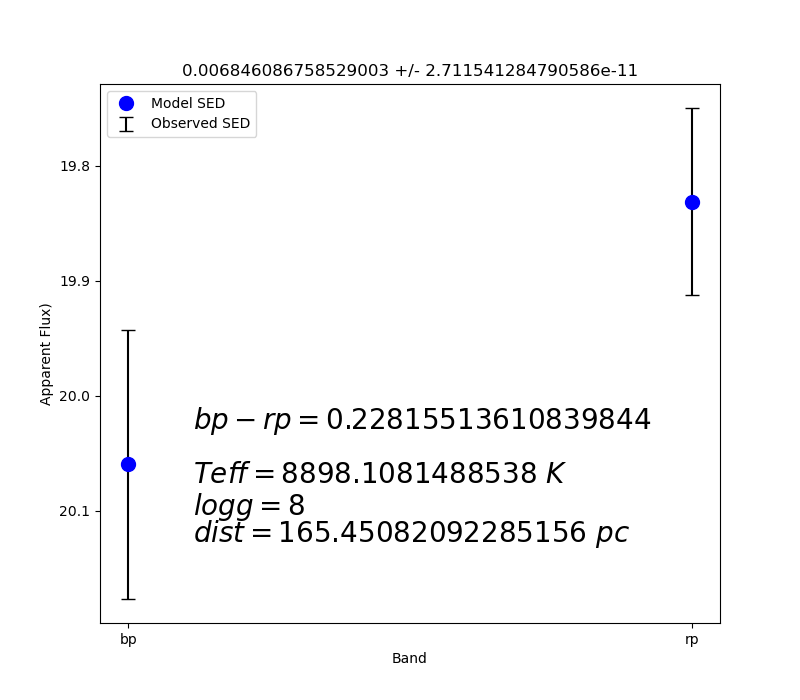 0.006846086758529003 +/- 2.711541284790586e-11
Model SED
Observed SED
19.8
19.9
20.0
20.1
Apparent Flux)
bp − rp = 0.22815513610839844
Teff = 8898.1081488538 K
logg = 8
dist = 165.45082092285156 pc
bp
rp
Band